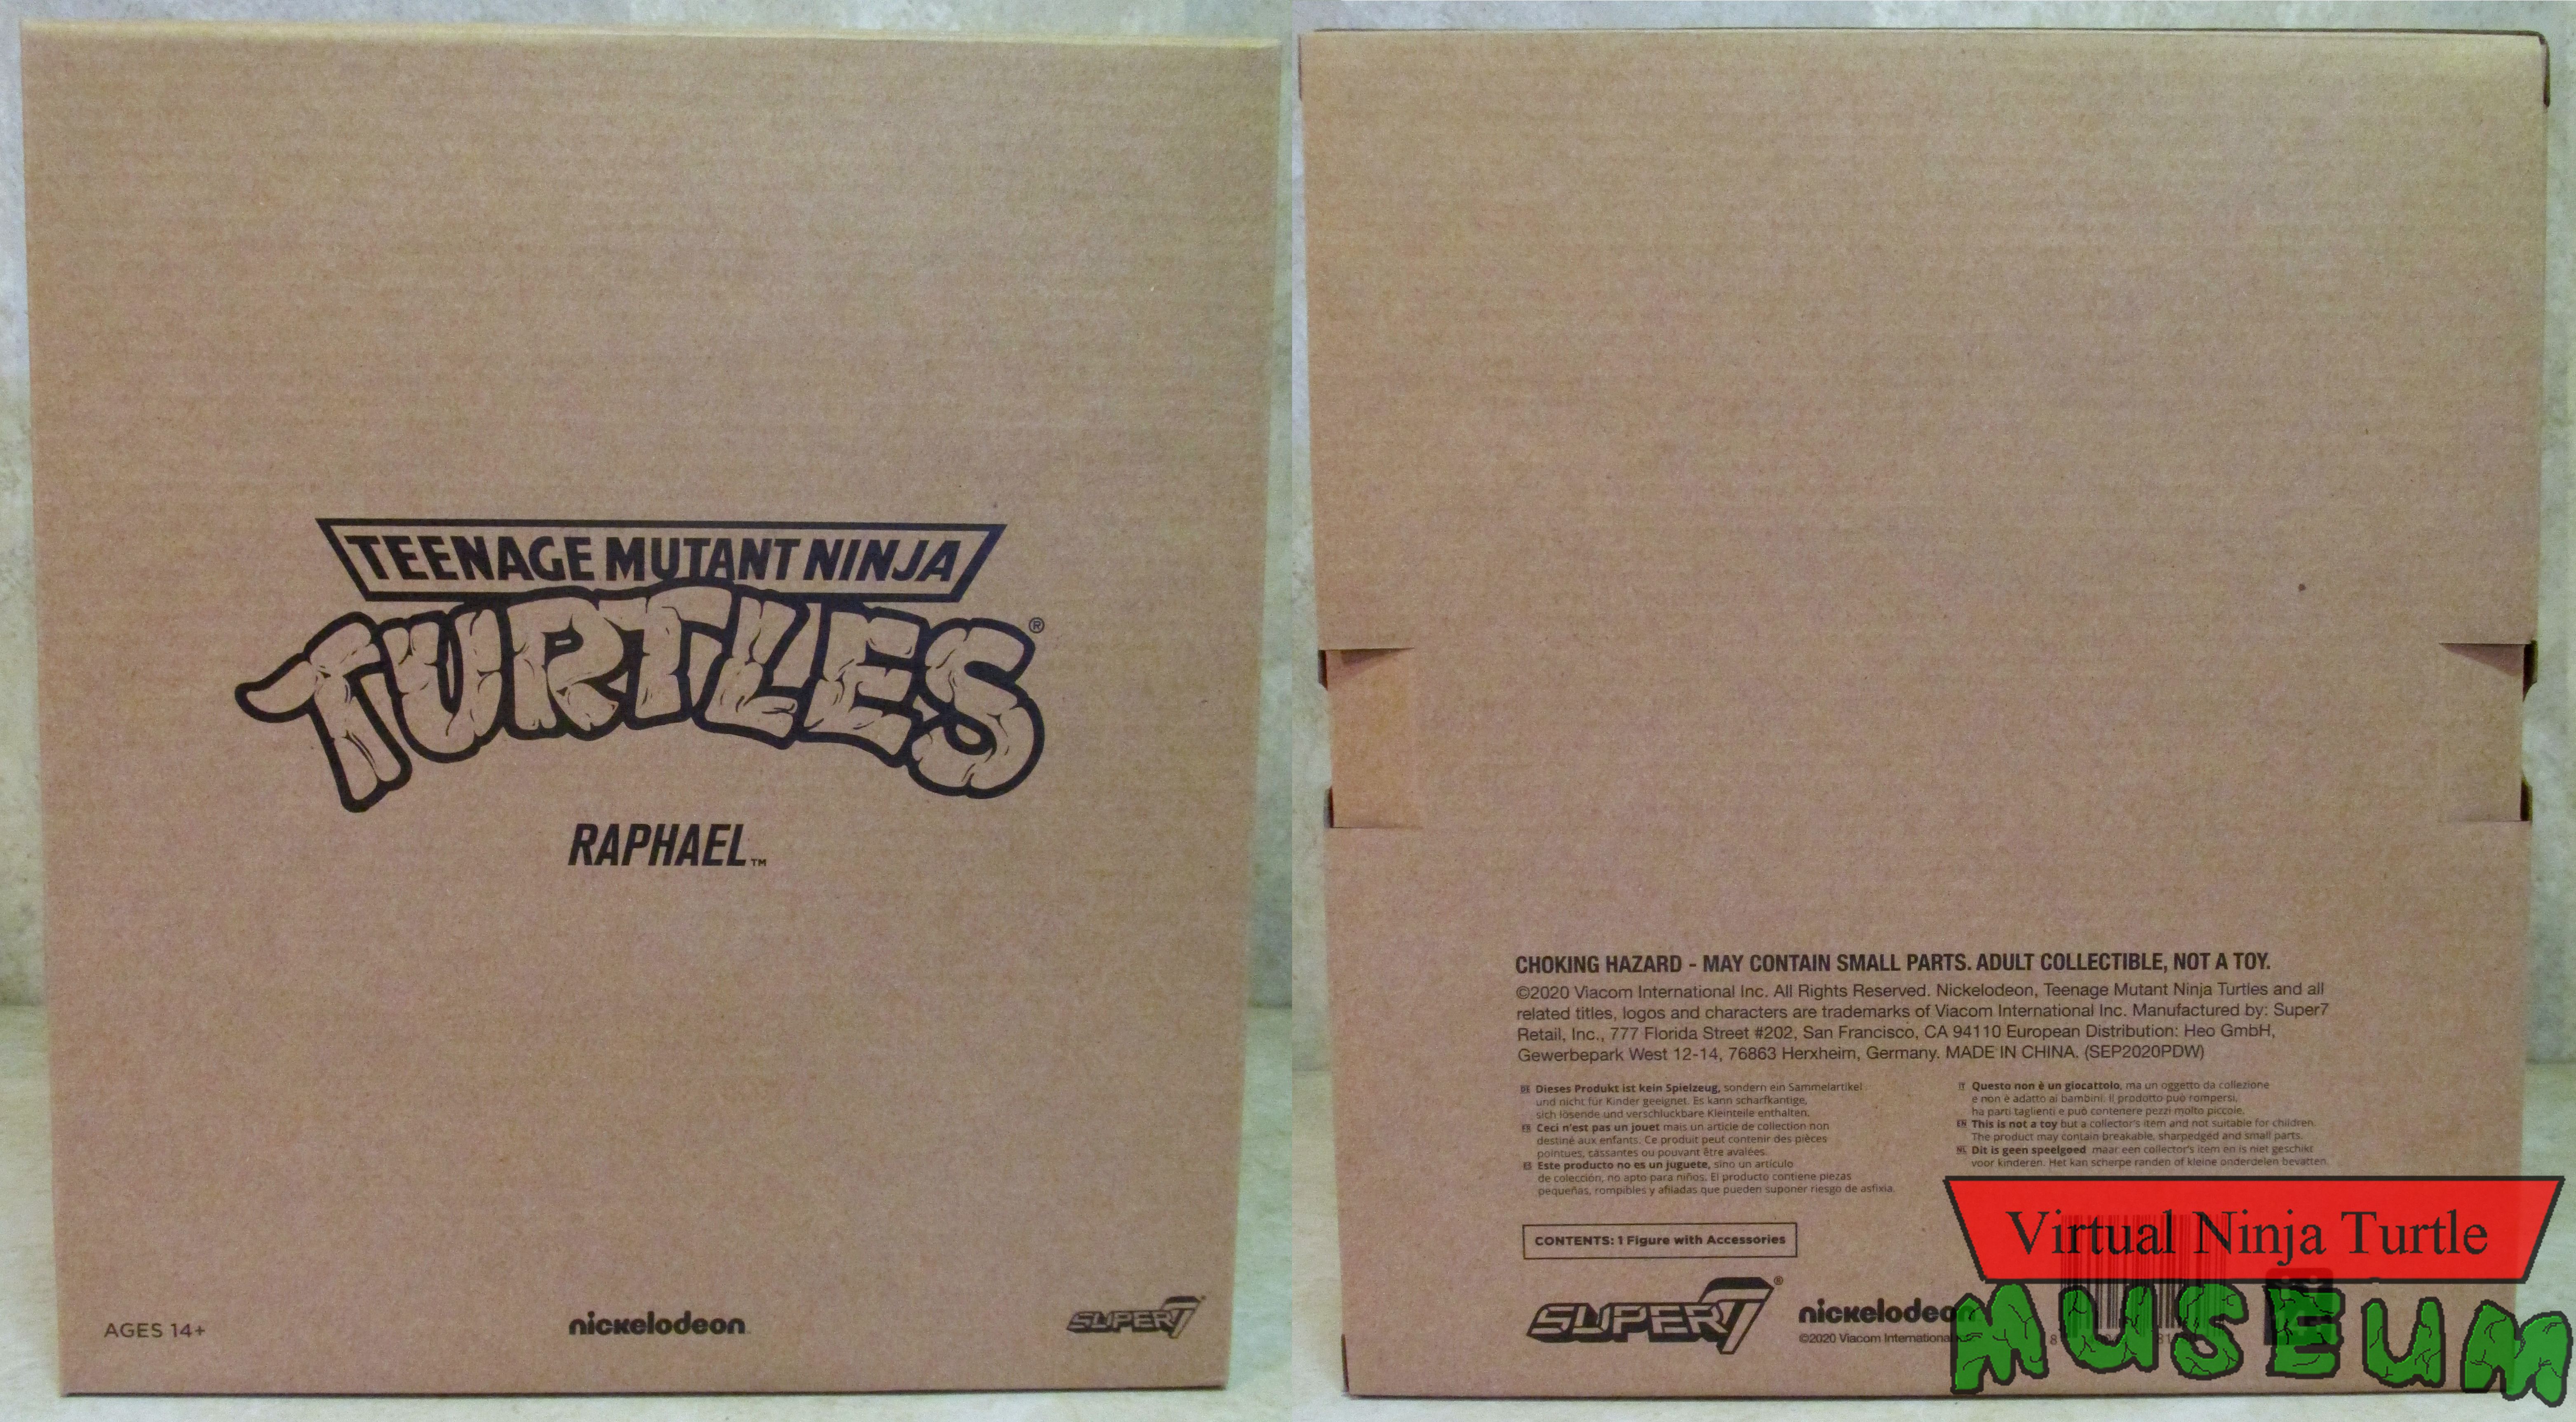 TEENAGE MUTANT NINJA
TURTLES®
RAPHAEL™
AGES 14+
nickelodeon
SUPER7®
CHOKING HAZARD - MAY CONTAIN SMALL PARTS. ADULT COLLECTIBLE, NOT A TOY.
©2020 Viacom International Inc. All Rights Reserved. Nickelodeon, Teenage Mutant Ninja Turtles and all
related titles, logos and characters are trademarks of Viacom International Inc. Manufactured by: Super7
Retail, Inc., 777 Florida Street #202, San Francisco, CA 94110 European Distribution: Heo GmbH,
Gewerbepark West 12-14, 76863 Herxheim, Germany. MADE IN CHINA. (SEP2020PDW)
DE Dieses Produkt ist kein Spielzeug, sondern ein Sammelartikel
und nicht für Kinder geeignet. Es kann scharfkantige,
sich lösende und verschluckbare Kleinteile enthalten.
FR Ceci n'est pas un jouet mais un article de collection non
destiné aux enfants. Ce produit peut contenir des pièces
pointues, cassantes ou pouvant être avalées.
ES Este producto no es un juguete, sino un artículo
de colección, no apto para niños. El producto contiene piezas
pequeñas, rompibles y afiladas que pueden suponer riesgo de asfixia.
IT Questo non è un giocattolo, ma un oggetto da collezione
e non è adatto ai bambini. Il prodotto può rompersi,
ha parti taglienti e può contenere pezzi molto piccole.
EN This is not a toy but a collector's item and not suitable for children.
The product may contain breakable, sharpedged and small parts.
NL Dit is geen speelgoed maar een collector's item en is niet geschikt
voor kinderen. Het kan scherpe randen of kleine onderdelen bevatten.
CONTENTS: 1 Figure with Accessories
SUPER7®
nickelodeon
©2020 Viacom International
Virtual Ninja Turtle
MUSEUM